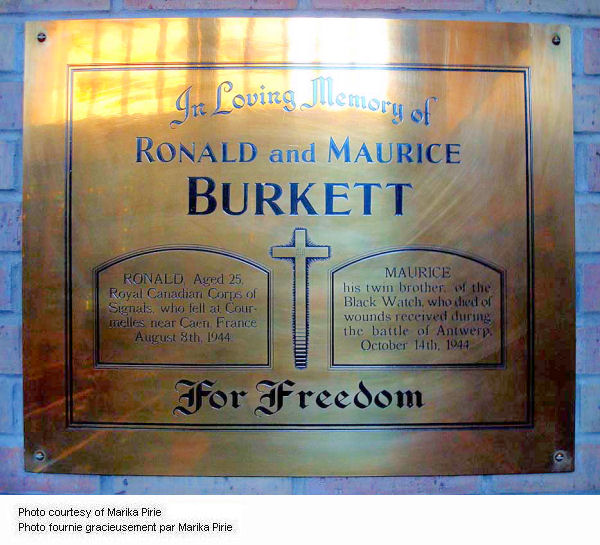 In Loving Memory of
RONALD and MAURICE
BURKETT
RONALD, Aged 25,
Royal Canadian Corps of
Signals, who fell at Cour-
melles near Caen, France
August 8th, 1944.
MAURICE
his twin brother, of the
Black Watch, who died of
wounds received during
the battle of Antwerp,
October 14th, 1944.
For Freedom
Photo courtesy of Marika Pirie
Photo fournie gracieusement par Marika Pirie